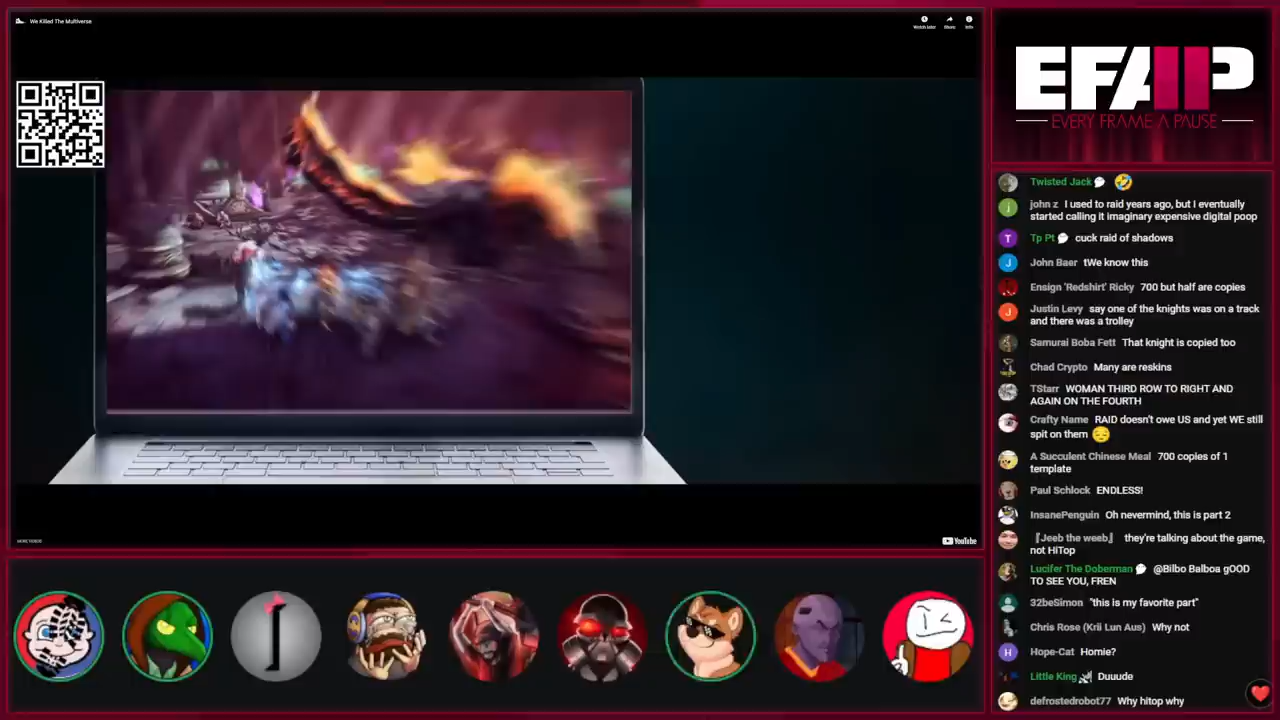 We Killed The Multiverse
Watch later
Share
Info
EFAP
EVERY FRAME A PAUSE
Twisted Jack
john z I used to raid years ago, but I eventually
started calling it imaginary expensive digital poop
Tp Pt cuck raid of shadows
John Baer tWe know this
Ensign 'Redshirt' Ricky 700 but half are copies
Justin Levy say one of the knights was on a track
and there was a trolley
Samurai Boba Fett That knight is copied too
Chad Crypto Many are reskins
TStarr WOMAN THIRD ROW TO RIGHT AND
AGAIN ON THE FOURTH
Crafty Name RAID doesn't owe US and yet WE still
spit on them
A Succulent Chinese Meal 700 copies of 1
template
Paul Schlock ENDLESS!
InsanePenguin Oh nevermind, this is part 2
『Jeeb the weeb』 they're talking about the game,
not HiTop
Lucifer The Doberman @Bilbo Balboa gOOD
TO SEE YOU, FREN
32beSimon "this is my favorite part"
Chris Rose (Krii Lun Aus) Why not
Hope-Cat Homie?
Little King Duuude
defrostedrobot77 Why hitop why
MORE VIDEOS
YouTube